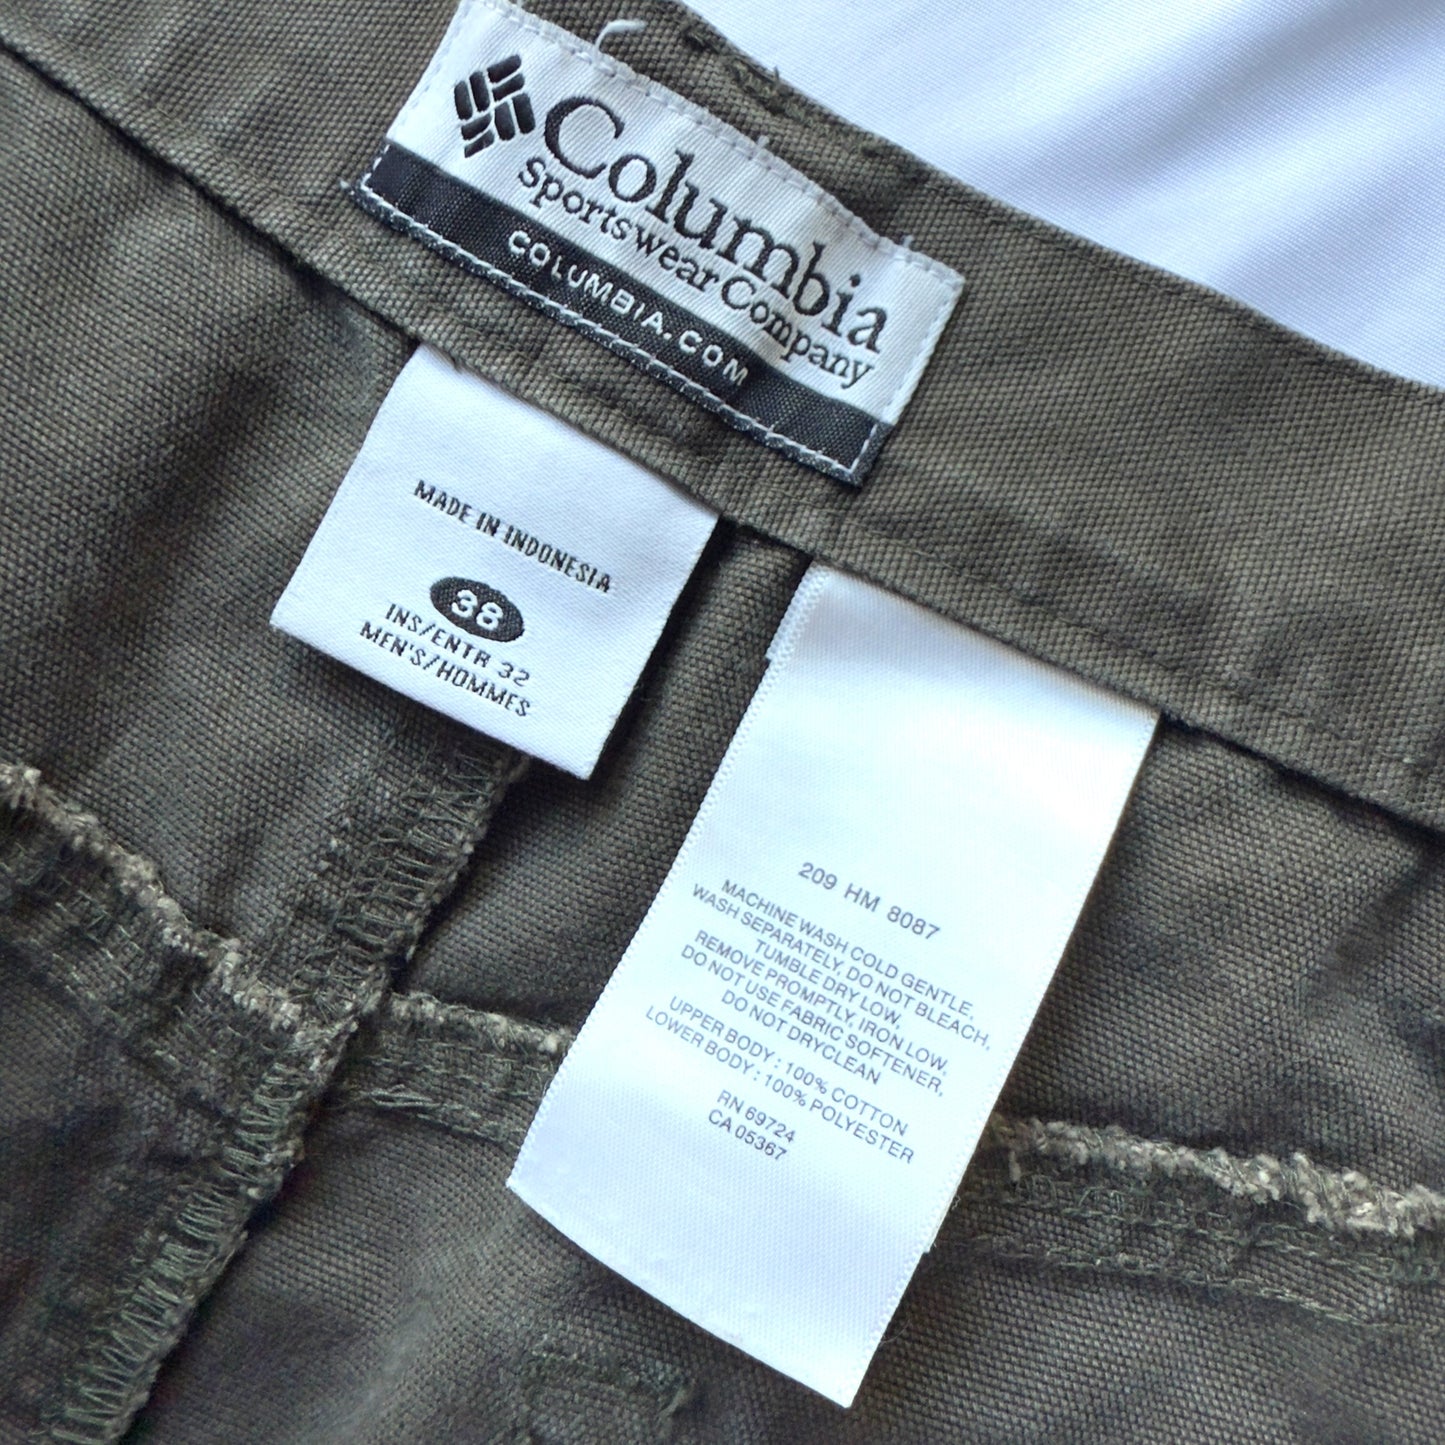 Columbia
Sportswear Company
COLUMBIA.COM
MADE IN INDONESIA
38
INS/ENTR 32
MEN'S/HOMMES
209 HM 8087
MACHINE WASH COLD GENTLE,
WASH SEPARATELY, DO NOT BLEACH,
TUMBLE DRY LOW,
REMOVE PROMPTLY, IRON LOW,
DO NOT USE FABRIC SOFTENER,
DO NOT DRYCLEAN
UPPER BODY : 100% COTTON
LOWER BODY : 100% POLYESTER
RN 69724
CA 05367